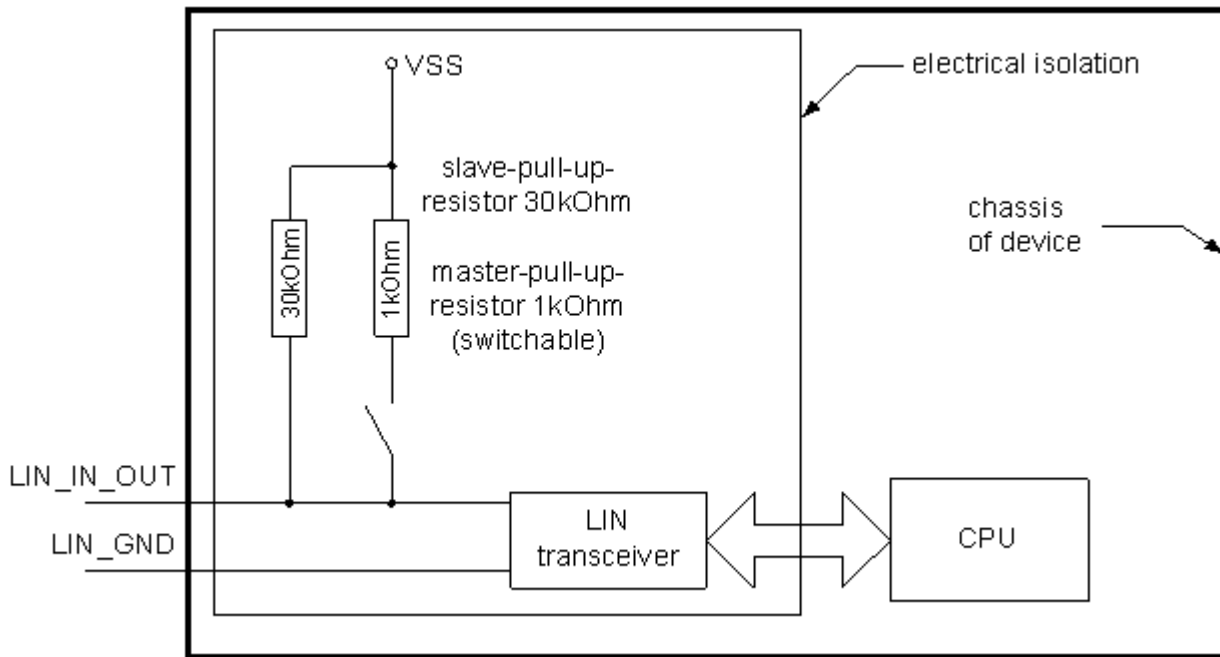 VSS
electrical isolation
slave-pull-up-
resistor 30kOhm
chassis
of device
30kOhm
1kOhm
master-pull-up-
resistor 1kOhm
(switchable)
LIN_IN_OUT
LIN_GND
LIN
transceiver
CPU